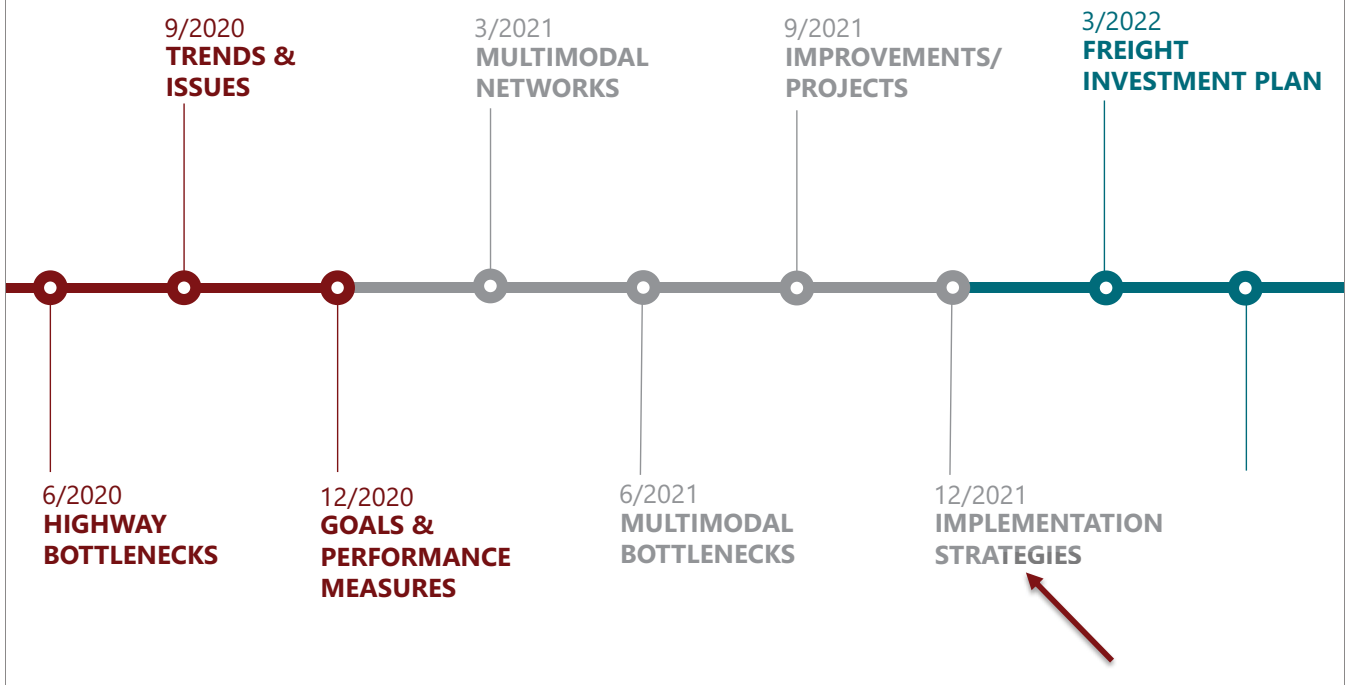 9/2020
TRENDS &
ISSUES
3/2021
MULTIMODAL
NETWORKS
9/2021
IMPROVEMENTS/
PROJECTS
3/2022
FREIGHT
INVESTMENT PLAN
6/2020
HIGHWAY
BOTTLENECKS
12/2020
GOALS &
PERFORMANCE
MEASURES
6/2021
MULTIMODAL
BOTTLENECKS
12/2021
IMPLEMENTATION
STRATEGIES